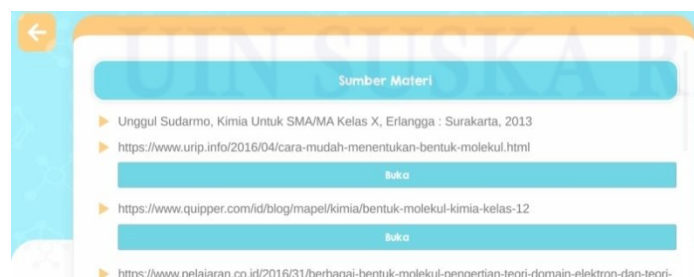 UIN SUSKA R
Sumber Materi
Unggul Sudarmo, Kimia Untuk SMA/MA Kelas X, Erlangga : Surakarta, 2013
https://www.urip.info/2016/04/cara-mudah-menentukan-bentuk-molekul.html
Buka
https://www.quipper.com/id/blog/mapel/kimia/bentuk-molekul-kimia-kelas-12
Buka
https://www.pelajaran.co.id/2016/31/berbagai-bentuk-molekul-pengertian-teori-domain-elektron-dan-teori-